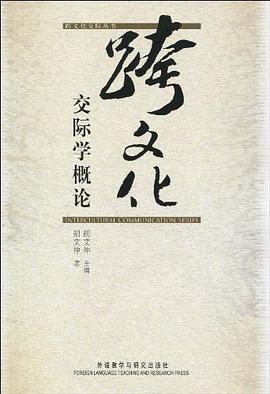 跨文化交际丛书
跨文化
交际学概论
INTERCULTURAL COMMUNICATION SERIES
胡文仲 主编
胡文仲 著
外语教学与研究出版社
FOREIGN LANGUAGE TEACHING AND RESEARCH PRESS